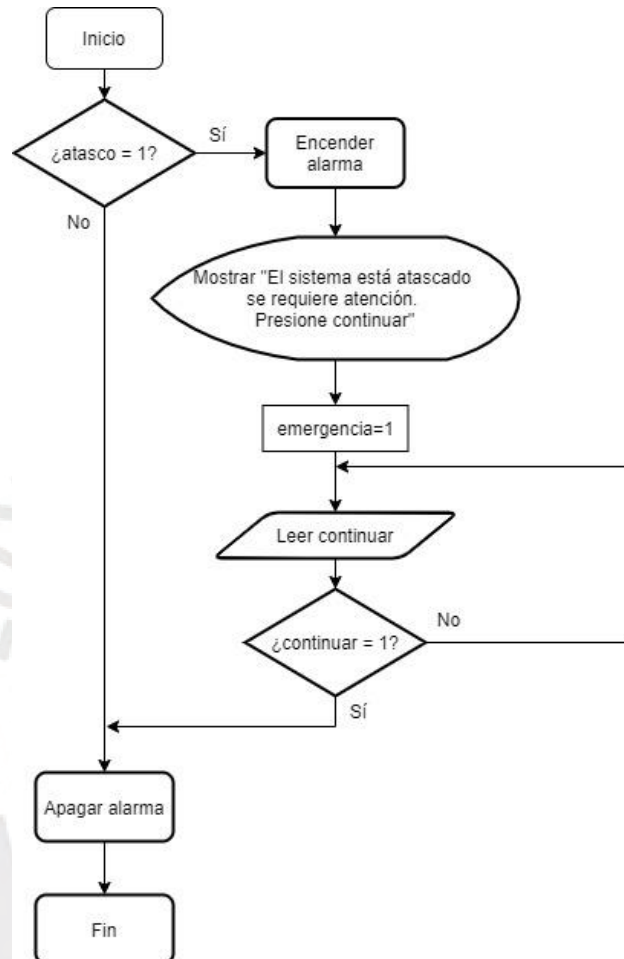 Inicio
¿atasco = 1?
Sí
Encender
alarma
No
Mostrar "El sistema está atascado
se requiere atención.
Presione continuar"
emergencia=1
Leer continuar
¿continuar = 1?
No
Sí
Apagar alarma
Fin